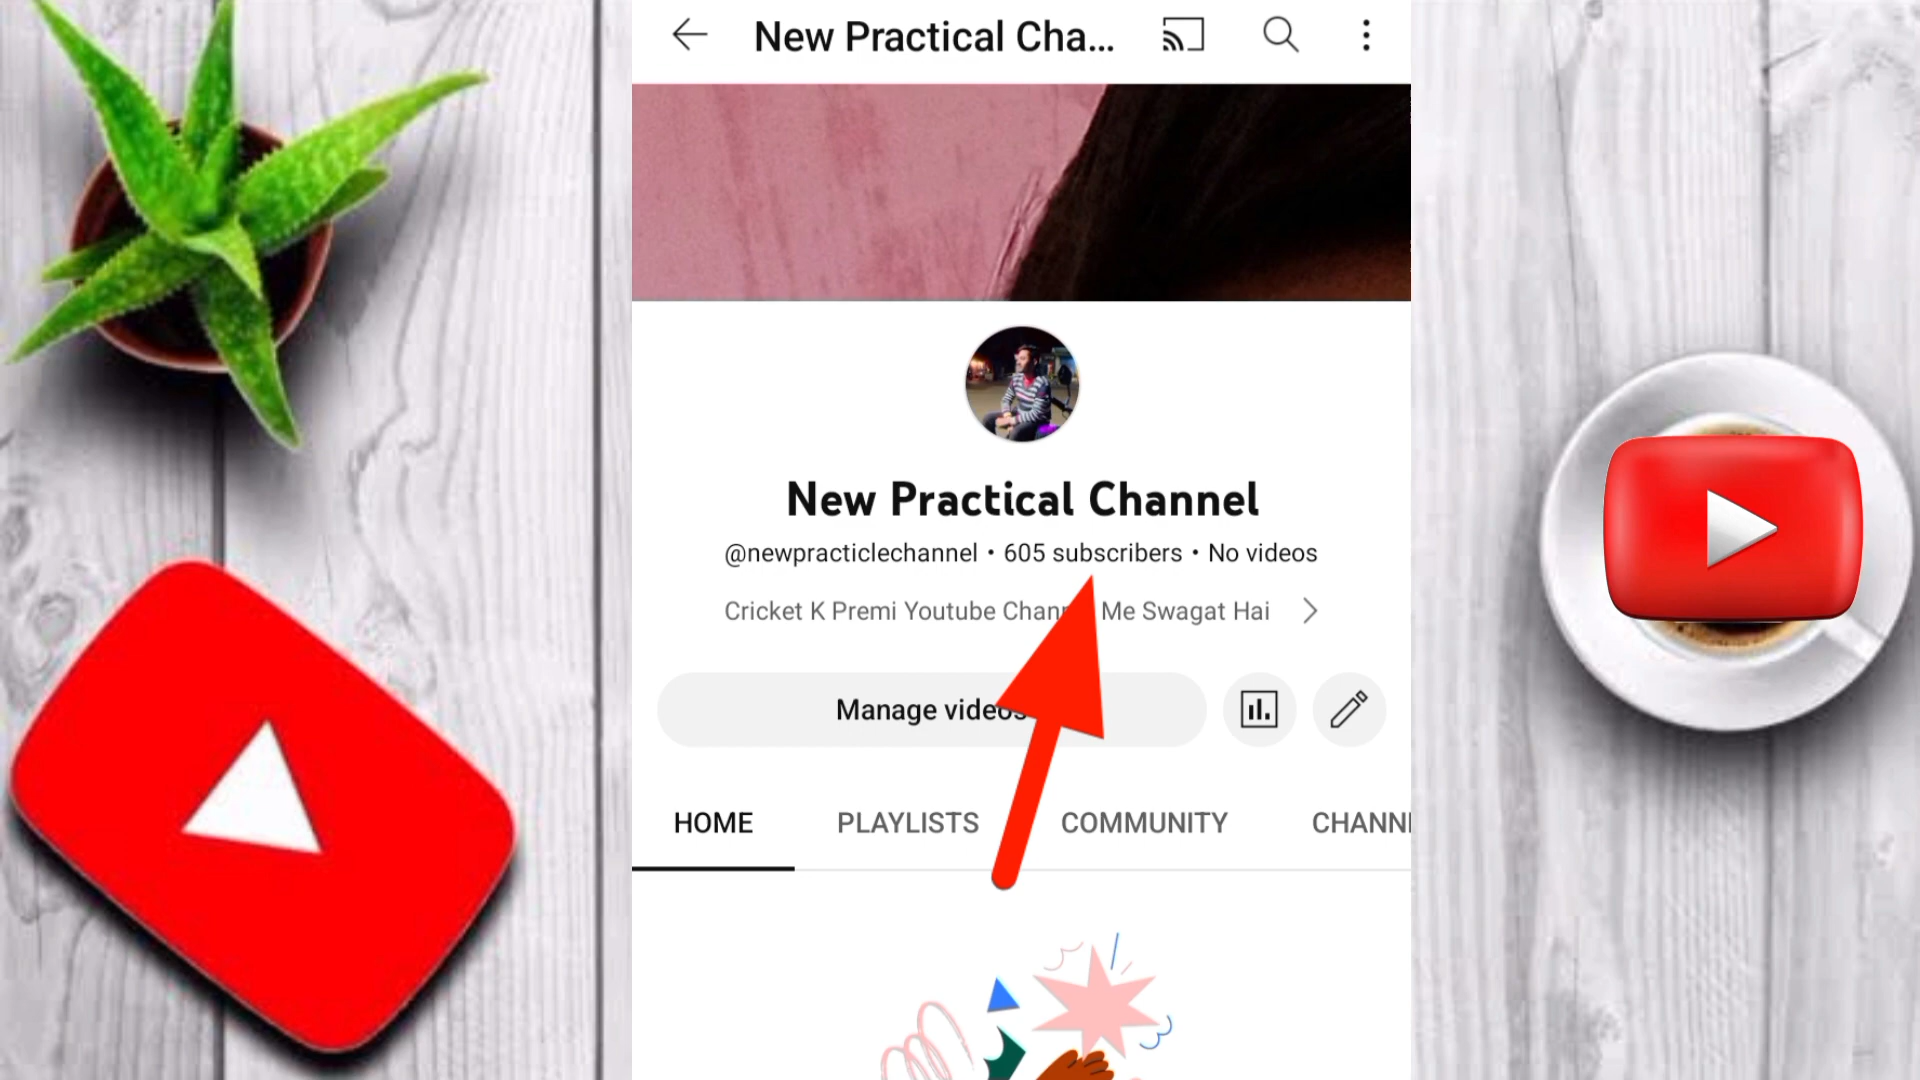 New Practical Cha...
New Practical Channel
@newpracticlechannel • 605 subscribers • No videos
Cricket K Premi Youtube Chan Me Swagat Hai
Manage videos
HOME PLAYLISTS COMMUNITY CHANN